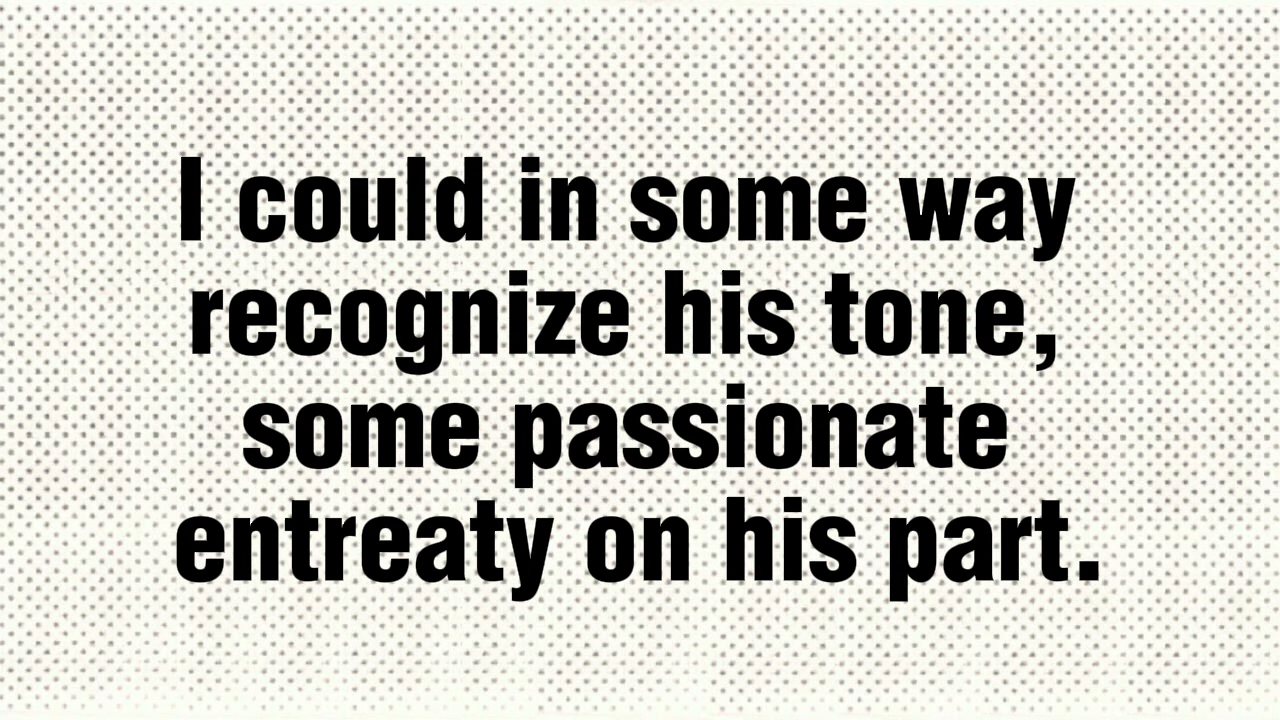 I could in some way
recognize his tone,
some passionate
entreaty on his part.